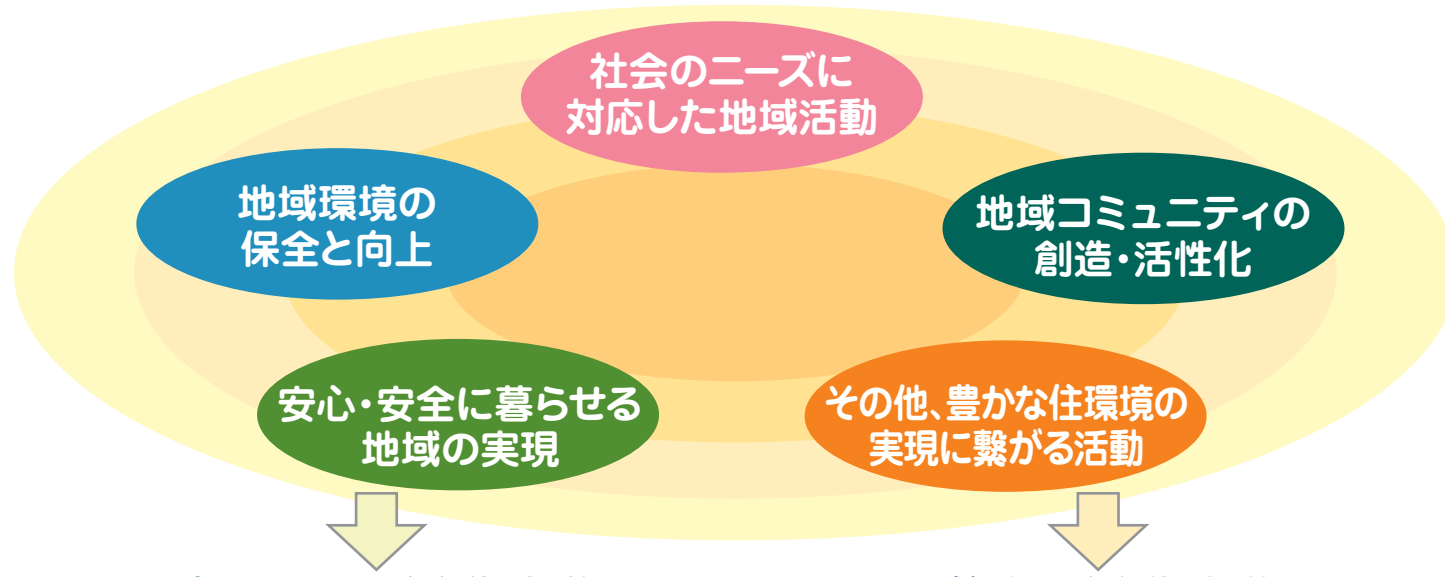 社会のニーズに
対応した地域活動
地域環境の
保全と向上
地域コミュニティの
創造・活性化
安心・安全に暮らせる
地域の実現
その他、豊かな住環境の
実現に繋がる活動